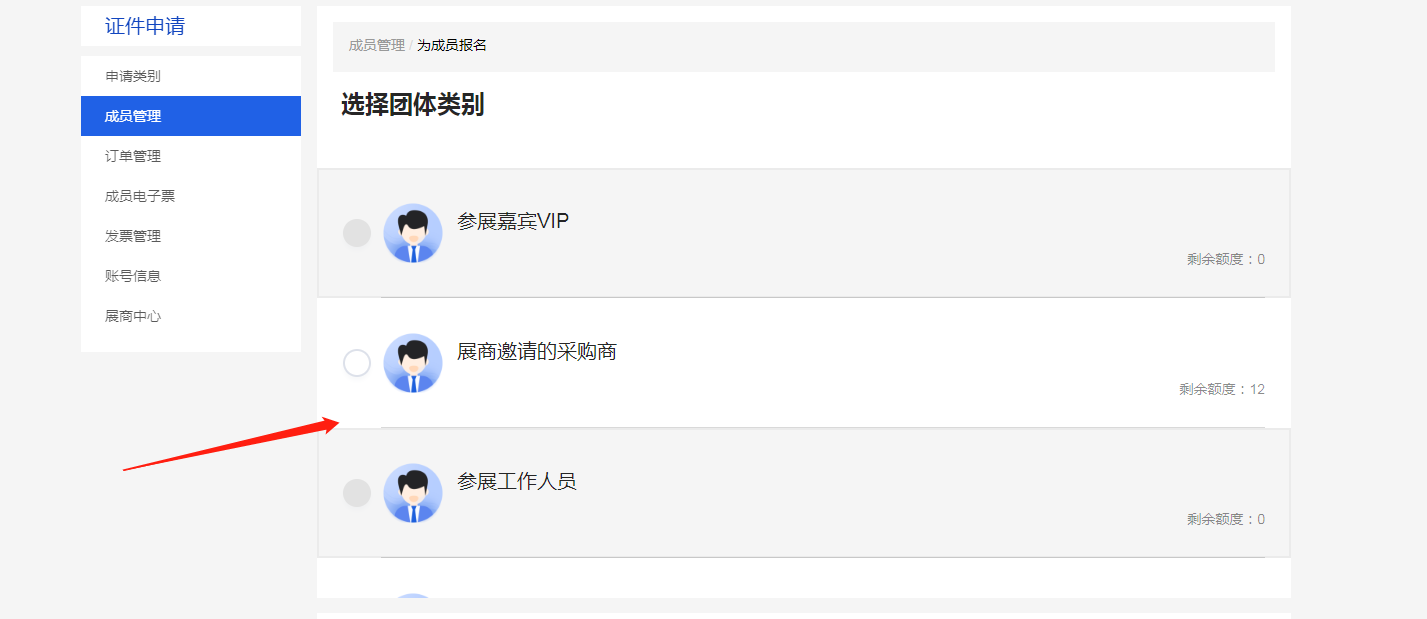 证件申请
申请类别
成员管理
订单管理
成员电子票
发票管理
账号信息
展商中心
成员管理 / 为成员报名
选择团体类别
参展嘉宾VIP
剩余额度：0
展商邀请的采购商
剩余额度：12
参展工作人员
剩余额度：0